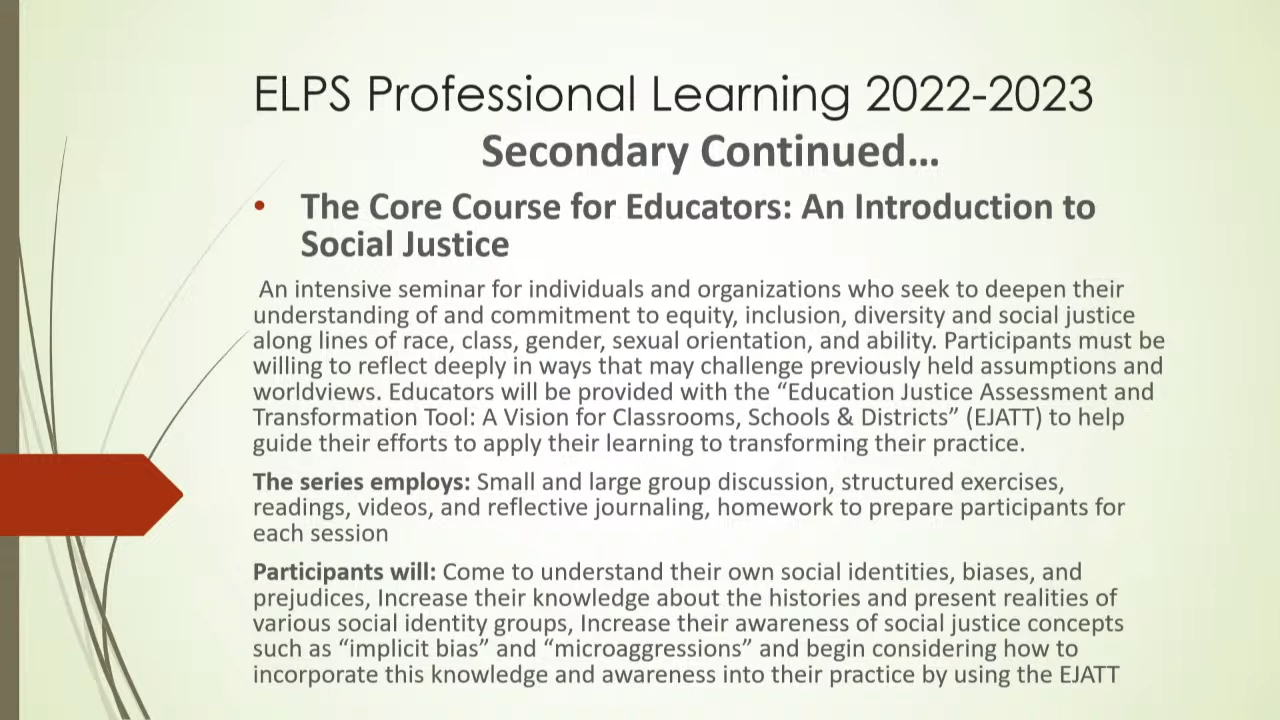 ELPS Professional Learning 2022-2023
Secondary Continued…
• The Core Course for Educators: An Introduction to
Social Justice
An intensive seminar for individuals and organizations who seek to deepen their
understanding of and commitment to equity, inclusion, diversity and social justice
along lines of race, class, gender, sexual orientation, and ability. Participants must be
willing to reflect deeply in ways that may challenge previously held assumptions and
worldviews. Educators will be provided with the “Education Justice Assessment and
Transformation Tool: A Vision for Classrooms, Schools & Districts” (EJATT) to help
guide their efforts to apply their learning to transforming their practice.
The series employs: Small and large group discussion, structured exercises,
readings, videos, and reflective journaling, homework to prepare participants for
each session
Participants will: Come to understand their own social identities, biases, and
prejudices, Increase their knowledge about the histories and present realities of
various social identity groups, Increase their awareness of social justice concepts
such as “implicit bias” and “microaggressions” and begin considering how to
incorporate this knowledge and awareness into their practice by using the EJATT